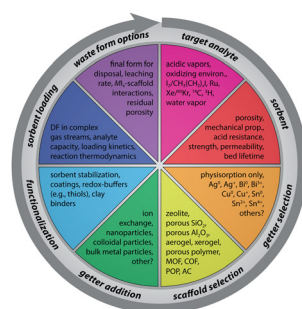 waste form options
target analyte
sorbent
getter selection
scaffold selection
getter addition
functionalization
sorbent loading
acidic vapors,
oxidizing environ.,
I₂/CH₃(CH₂)ₓI, Ru,
Xe/⁸⁵Kr, ¹⁴C, ³H,
water vapor
porosity,
mechanical prop.,
acid resistance,
strength, permeability,
bed lifetime
physisorption only,
Ag⁰, Ag⁺, Bi⁰, Bi³⁺,
Cu⁰, Cu⁺, Sn⁰,
Sn²⁺, Sn⁴⁺,
others?
zeolite,
porous SiO₂,
porous Al₂O₃,
aerogel, xerogel,
porous polymer,
MOF, COF,
POP, AC
ion
exchange,
nanoparticles,
colloidal particles,
bulk metal particles,
other?
sorbent stabilization,
coatings, redox-buffers
(e.g., thiols), clay
binders
DF in complex
gas streams, analyte
capacity, loading kinetics,
reaction thermodynamics
final form for
disposal, leaching
rate, MIₓ-scaffold
interactions,
residual
porosity